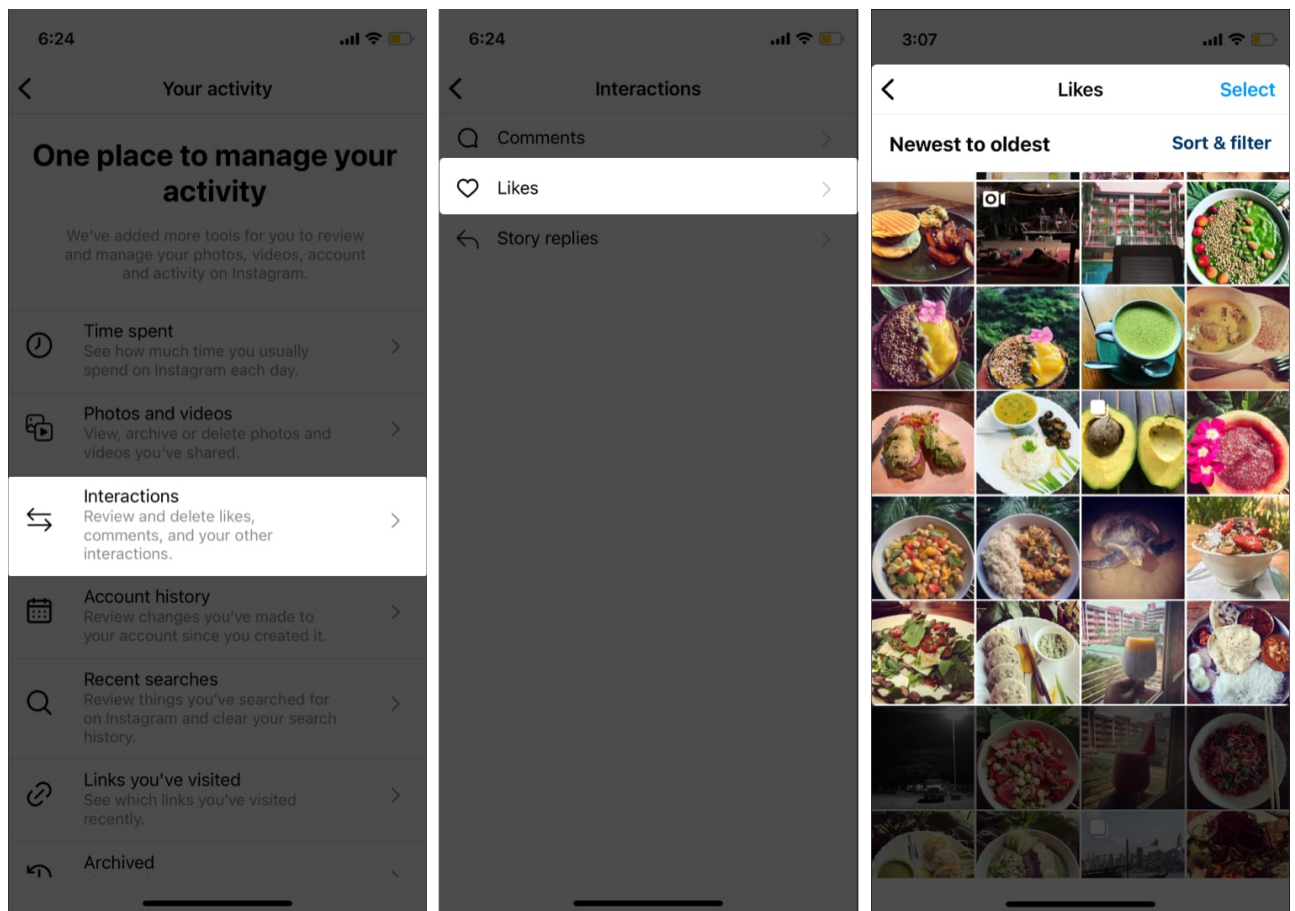 6:24
Your activity
One place to manage your
activity
We've added more tools for you to review
and manage your photos, videos, account
and activity on Instagram.
Time spent
See how much time you usually
spend on Instagram each day.
Photos and videos
View, archive or delete photos and
videos you've shared.
Interactions
Review and delete likes,
comments, and your other
interactions.
Account history
Review changes you've made to
your account since you created it.
Recent searches
Review things you've searched for
on Instagram and clear your search
history.
Links you've visited
See which links you've visited
recently.
Archived
6:24
Interactions
Comments
Likes
Story replies
3:07
Likes
Select
Newest to oldest
Sort & filter